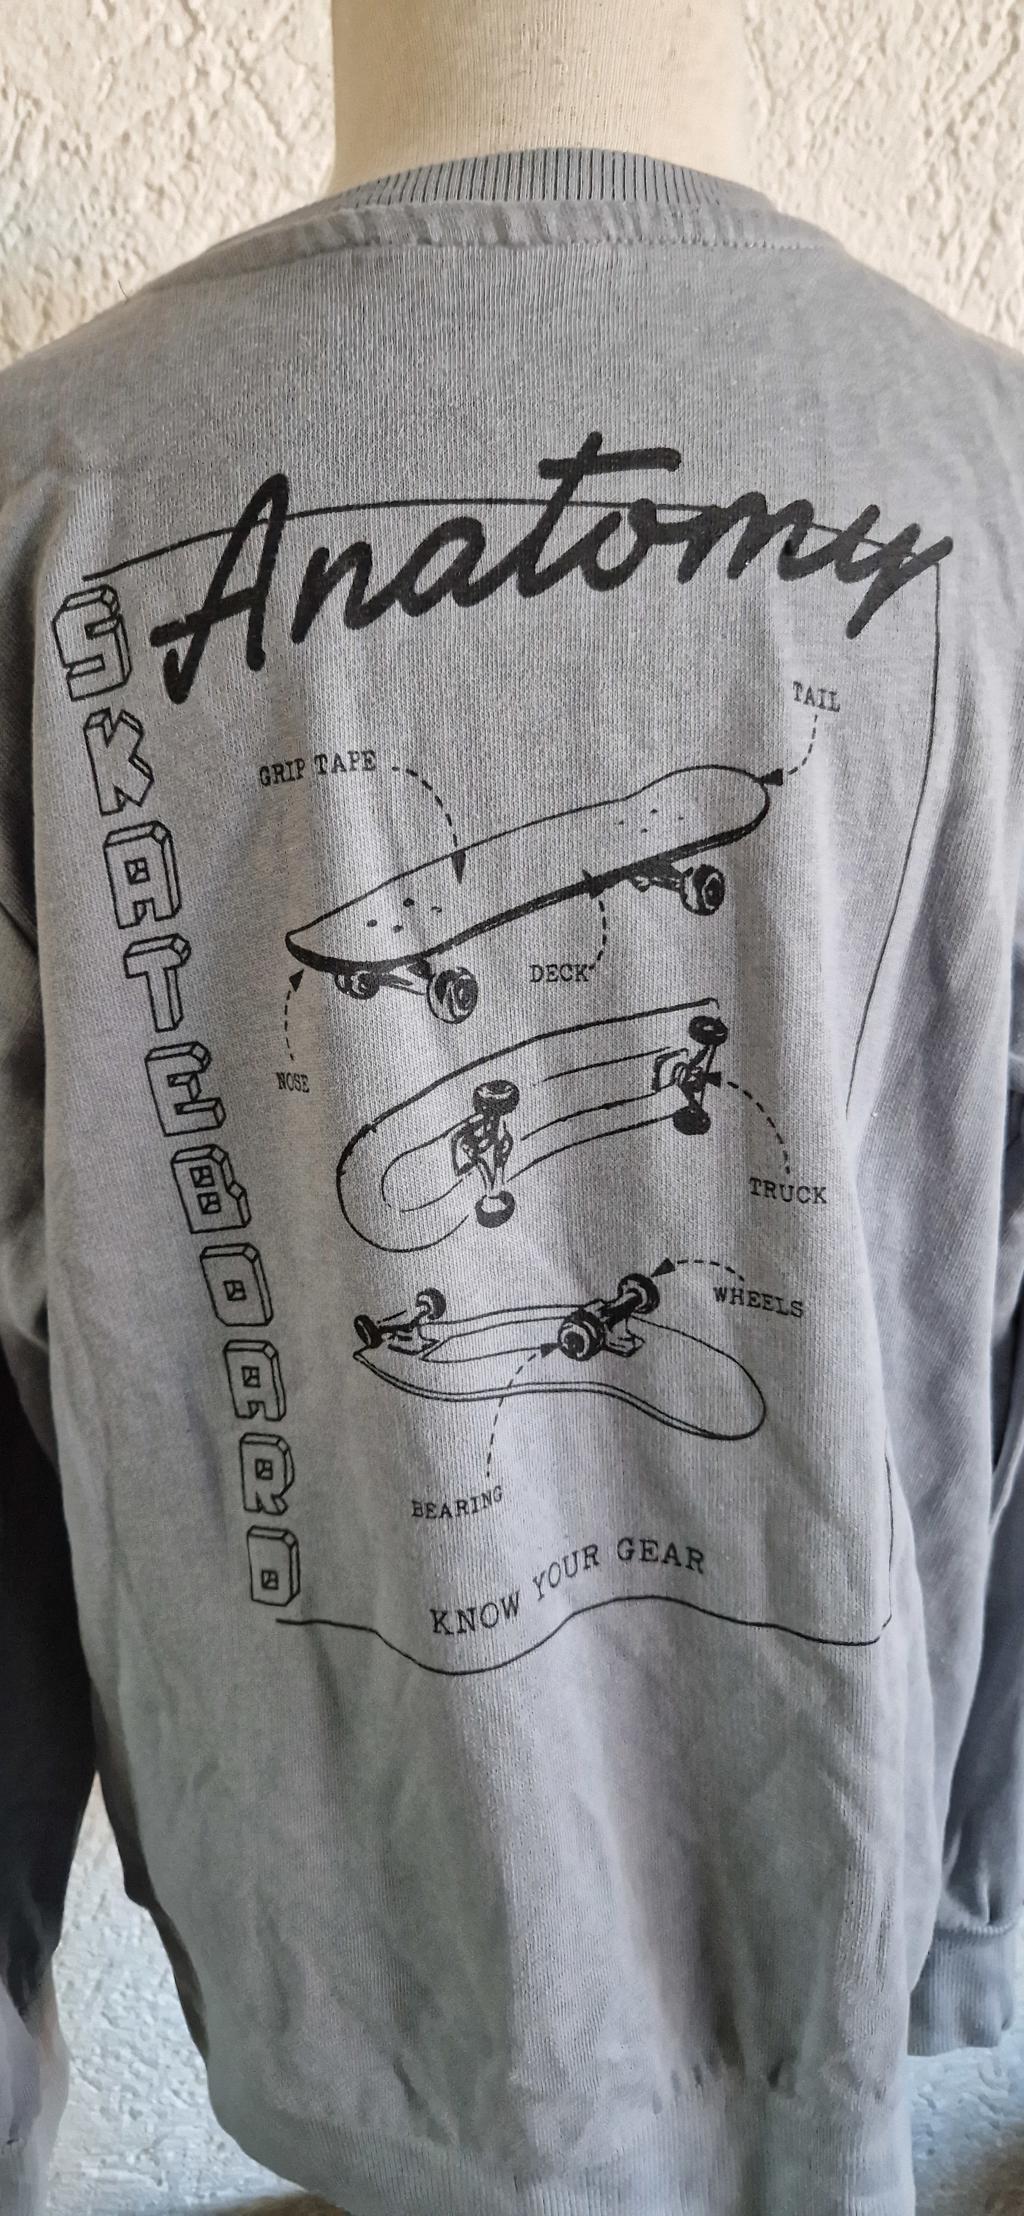 Anatomy
SKATEBOARD
TAIL
GRIP TAPE
DECK
NOSE
TRUCK
WHEELS
BEARING
KNOW YOUR GEAR